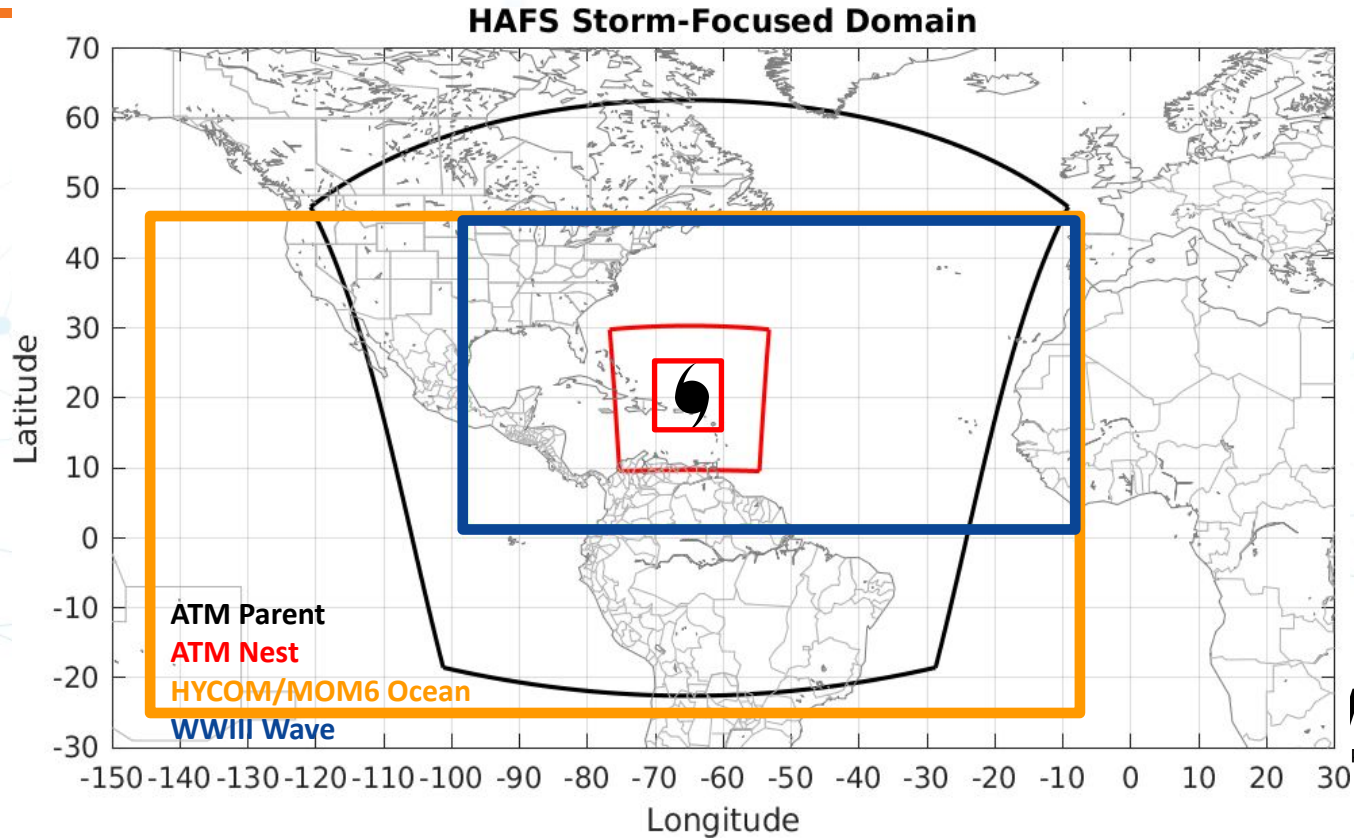 HAFS Storm-Focused Domain
70
60
50
40
30
20
10
0
-10
-20
-30
Latitude
ATM Parent
ATM Nest
HYCOM/MOM6 Ocean
WWIII Wave
-150 -140 -130 -120 -110 -100 -90 -80 -70 -60 -50 -40 -30 -20 -10 0 10 20 30
Longitude